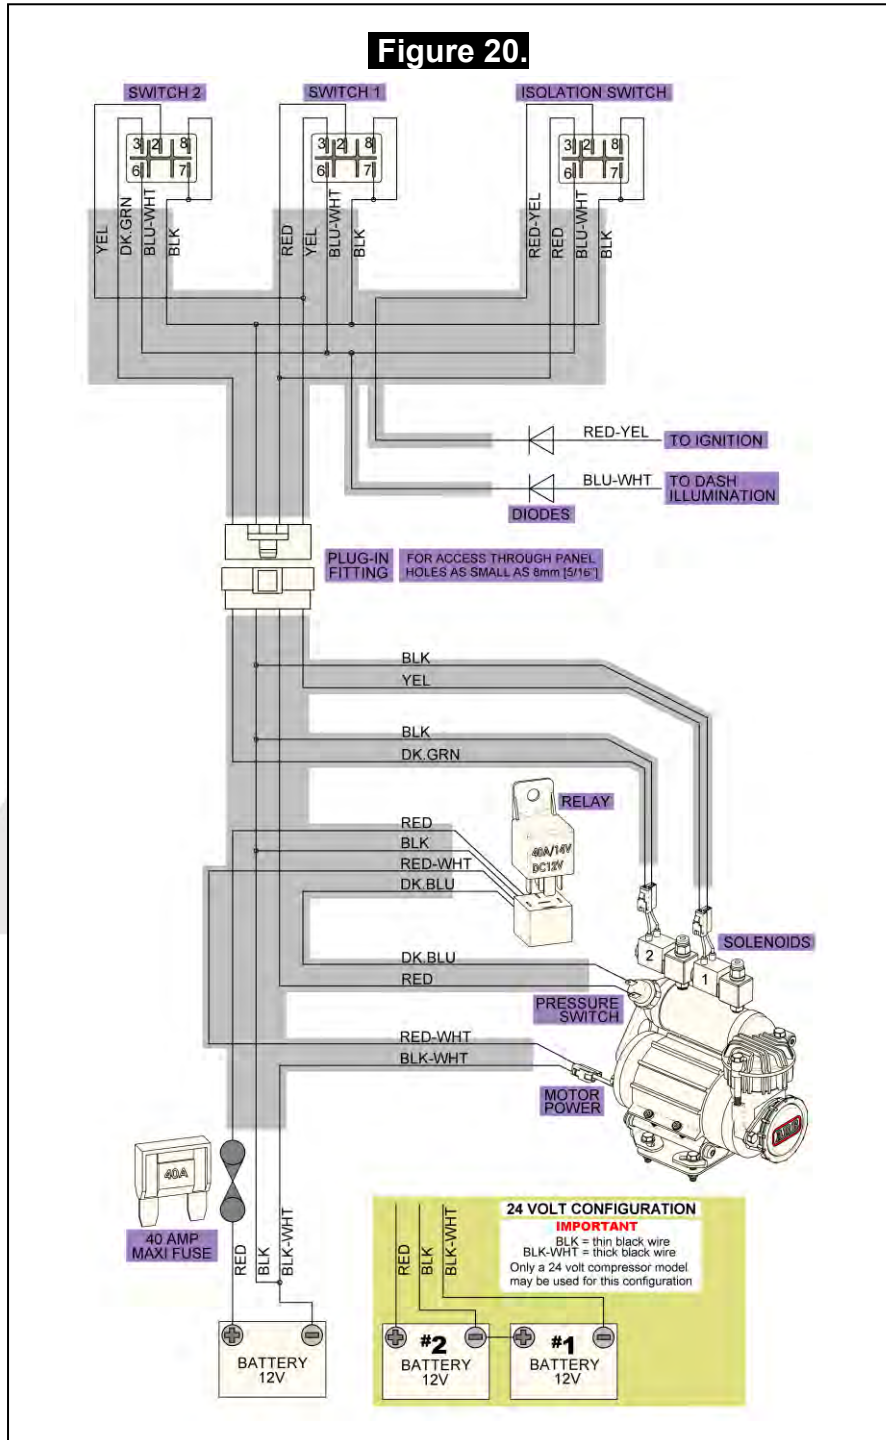 Figure 20.
SWITCH 2
SWITCH 1
ISOLATION SWITCH
3 2 8
6 7
3 2 8
6 7
3 2 8
6 7
YEL
DK.GRN
BLU-WHT
BLK
RED
YEL
BLU-WHT
BLK
RED-YEL
RED
BLU-WHT
BLK
RED-YEL
TO IGNITION
BLU-WHT
TO DASH
ILLUMINATION
DIODES
PLUG-IN
FITTING
FOR ACCESS THROUGH PANEL
HOLES AS SMALL AS 8mm [5/16"]
BLK
YEL
BLK
DK.GRN
RELAY
40A/14V
DC12V
RED
BLK
RED-WHT
DK.BLU
SOLENOIDS
2
1
DK.BLU
RED
PRESSURE
SWITCH
RED-WHT
BLK-WHT
MOTOR
POWER
40A
40 AMP
MAXI FUSE
RED
BLK
BLK-WHT
+ −
BATTERY
12V
24 VOLT CONFIGURATION
IMPORTANT
BLK = thin black wire
BLK-WHT = thick black wire
Only a 24 volt compressor model
may be used for this configuration
RED
BLK
BLK-WHT
+ #2 −
BATTERY
12V
+ #1 −
BATTERY
12V